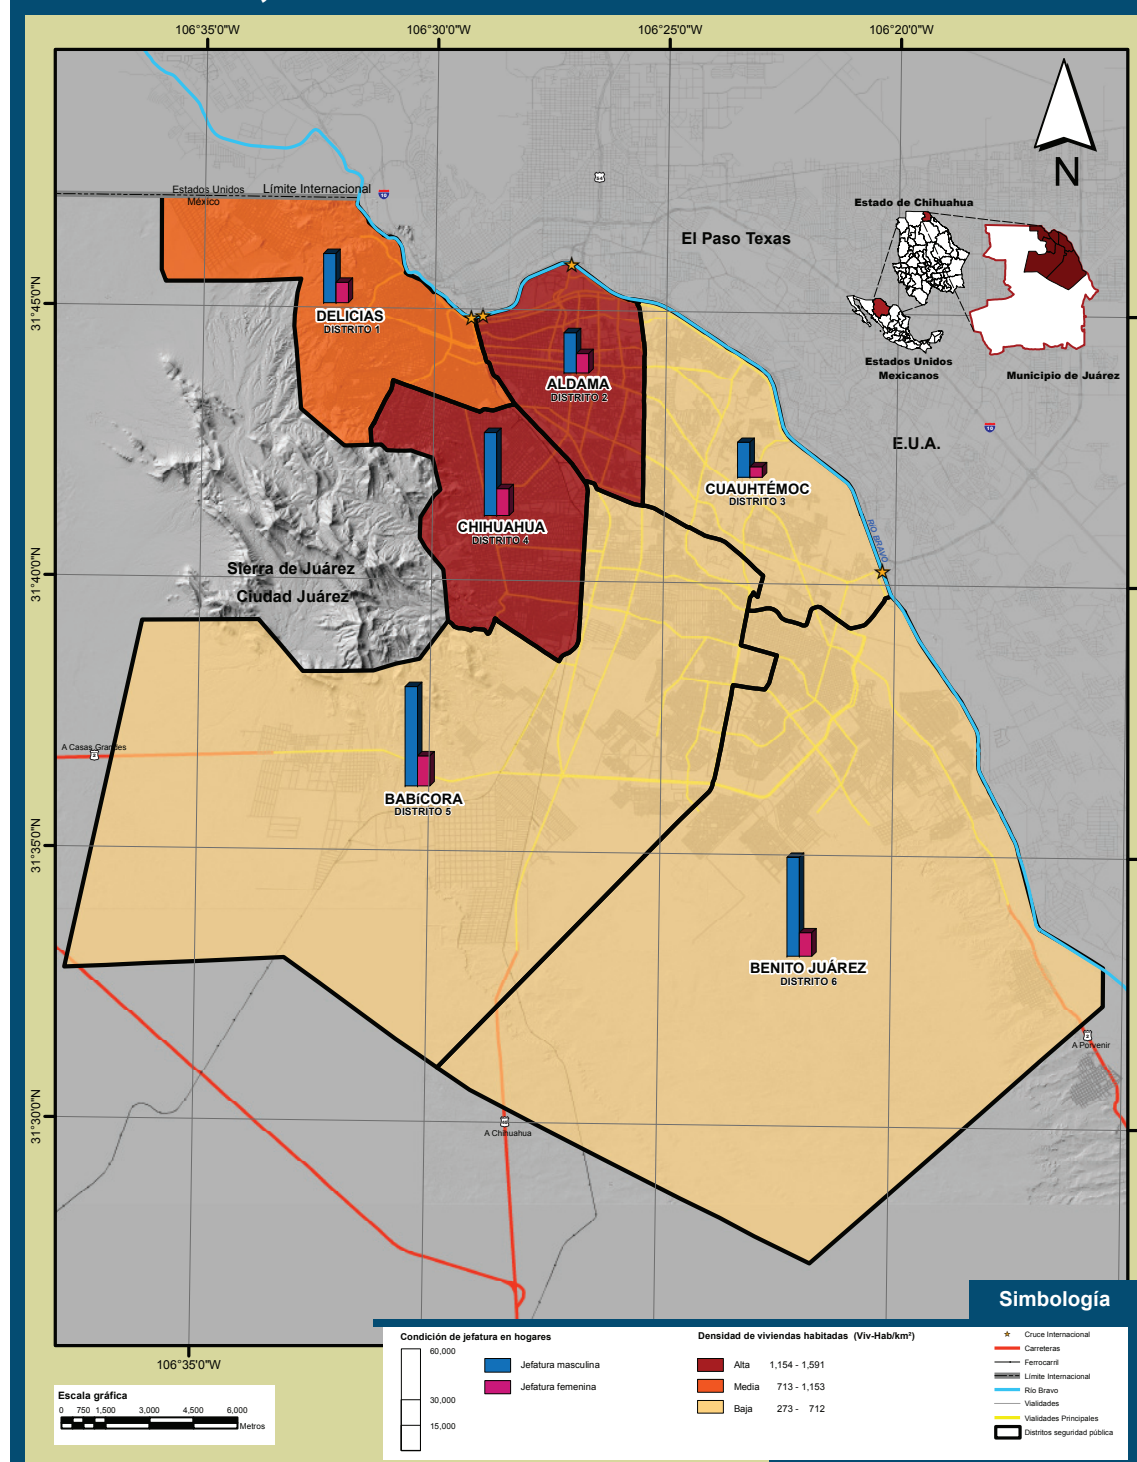 106°35'0"W
106°30'0"W
106°25'0"W
106°20'0"W
N
Estados Unidos
México
Límite Internacional
10
54
El Paso Texas
Estado de Chihuahua
Estados Unidos
Mexicanos
Municipio de Juárez
10
E.U.A.
31°45'0"N
31°40'0"N
31°35'0"N
31°30'0"N
DELICIAS
DISTRITO 1
ALDAMA
DISTRITO 2
CUAUHTÉMOC
DISTRITO 3
CHIHUAHUA
DISTRITO 4
RÍO BRAVO
Sierra de Juárez
Ciudad Juárez
A Casas Grandes
2
BABíCORA
DISTRITO 5
BENITO JUÁREZ
DISTRITO 6
2
A Porvenir
A Chihuahua
106°35'0"W
Simbología
Condición de jefatura en hogares
60,000
30,000
15,000
Jefatura masculina
Jefatura femenina
Densidad de viviendas habitadas (Viv-Hab/km²)
Alta 1,154 - 1,591
Media 713 - 1,153
Baja 273 - 712
Cruce Internacional
Carreteras
Ferrocarril
Límite Internacional
Río Bravo
Vialidades
Vialidades Principales
Distritos seguridad pública
Escala gráfica
0 750 1,500 3,000 4,500 6,000
Metros